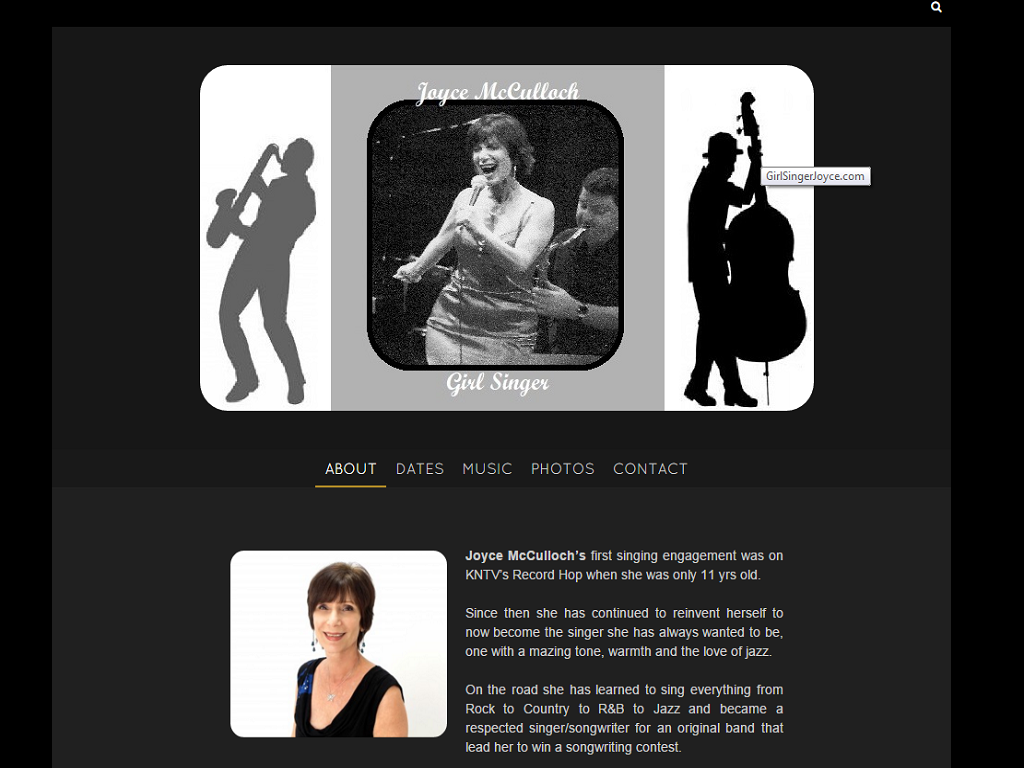 Joyce McCulloch
GirlSingerJoyce.com
Girl Singer
ABOUT DATES MUSIC PHOTOS CONTACT
Joyce McCulloch's first singing engagement was on
KNTV's Record Hop when she was only 11 yrs old.
Since then she has continued to reinvent herself to
now become the singer she has always wanted to be,
one with a mazing tone, warmth and the love of jazz.
On the road she has learned to sing everything from
Rock to Country to R&B to Jazz and became a
respected singer/songwriter for an original band that
lead her to win a songwriting contest.